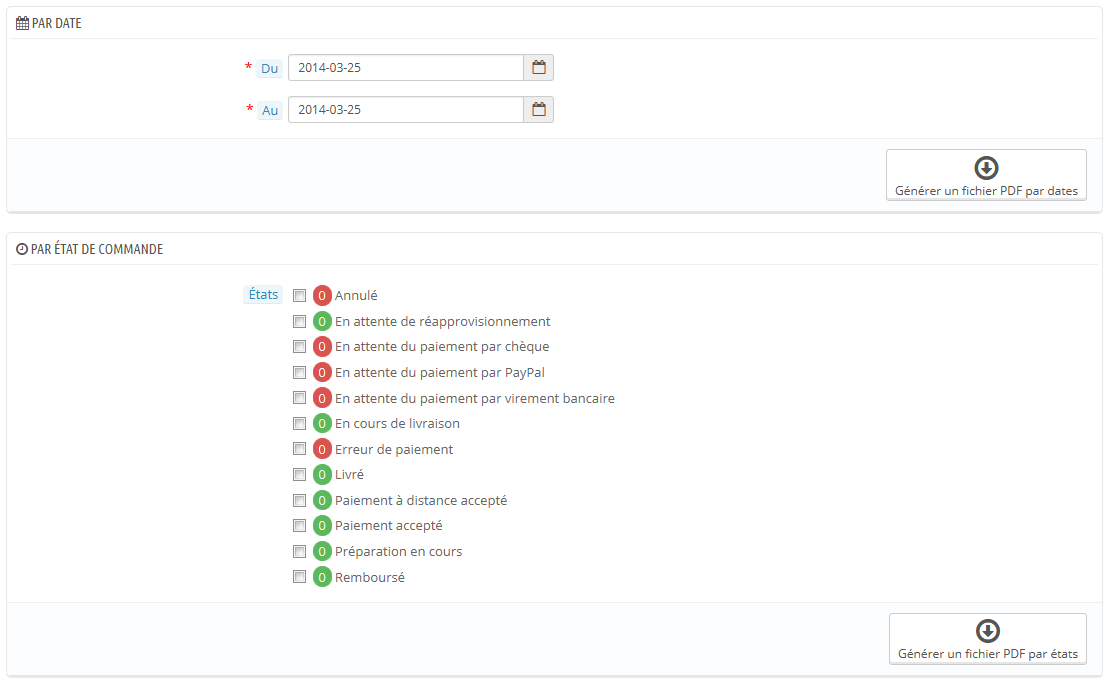 PAR DATE
* Du 2014-03-25
* Au 2014-03-25
Générer un fichier PDF par dates
PAR ÉTAT DE COMMANDE
États 0 Annulé
0 En attente de réapprovisionnement
0 En attente du paiement par chèque
0 En attente du paiement par PayPal
0 En attente du paiement par virement bancaire
0 En cours de livraison
0 Erreur de paiement
0 Livré
0 Paiement à distance accepté
0 Paiement accepté
0 Préparation en cours
0 Remboursé
Générer un fichier PDF par états